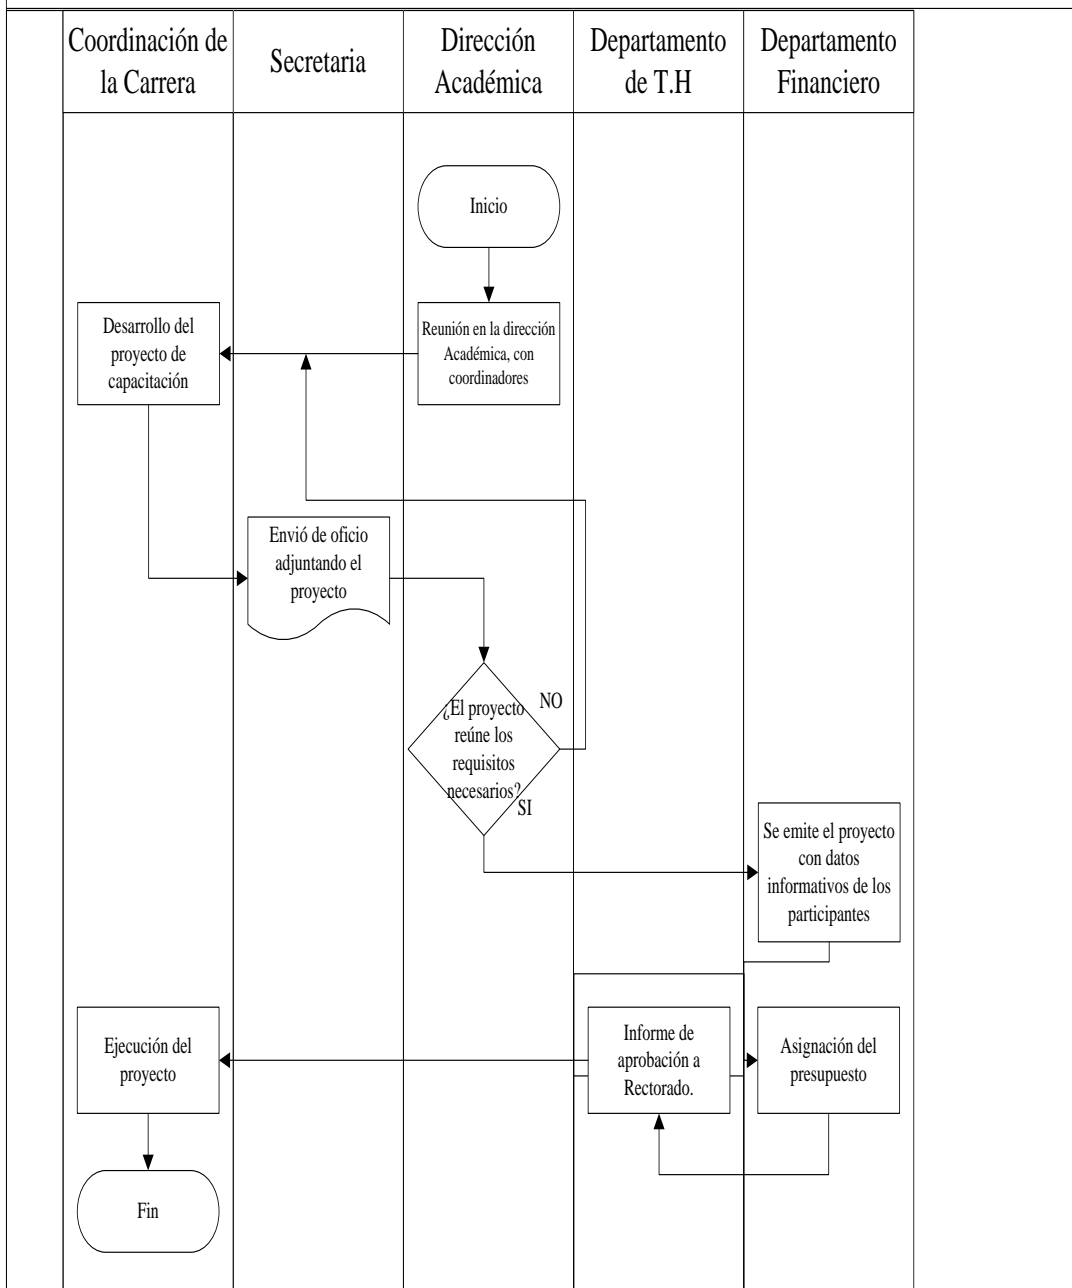 Coordinación de
la Carrera
Secretaria
Dirección
Académica
Departamento
de T.H
Departamento
Financiero
Inicio
Desarrollo del
proyecto de
capacitación
Reunión en la dirección
Académica, con
coordinadores
Envió de oficio
adjuntando el
proyecto
¿El proyecto
reúne los
requisitos
necesarios?
NO
SI
Se emite el proyecto
con datos
informativos de los
participantes
Ejecución del
proyecto
Informe de
aprobación a
Rectorado.
Asignación del
presupuesto
Fin